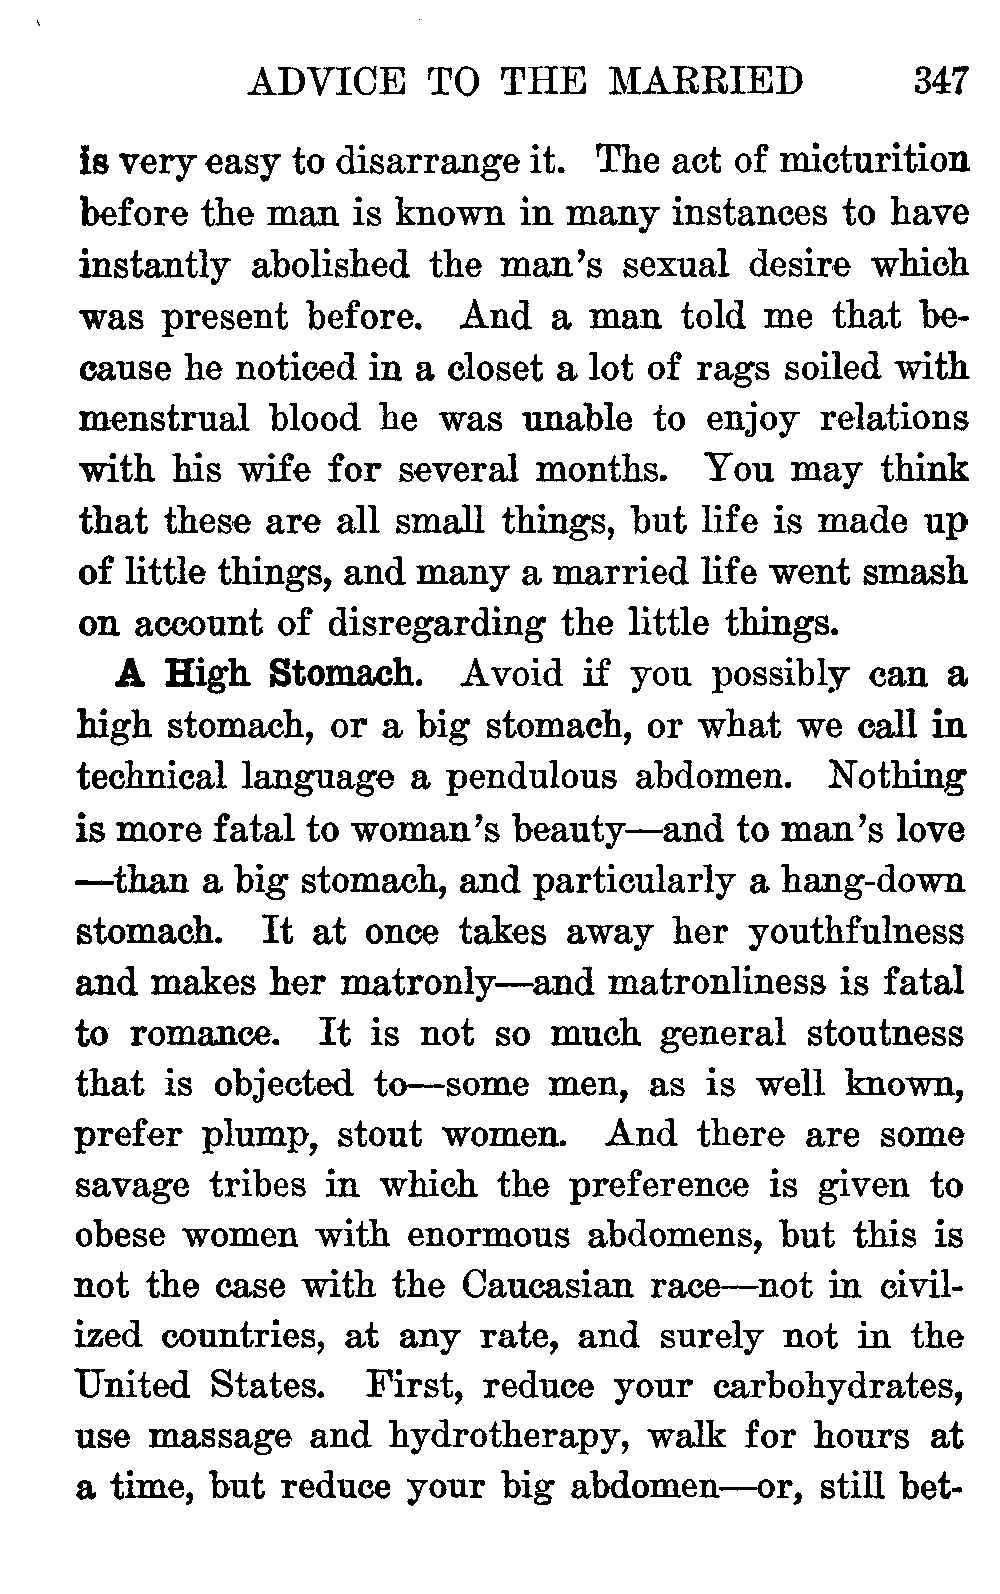 ADVICE TO THE MARRIED 347
is very easy to disarrange it. The act of micturition
before the man is known in many instances to have
instantly abolished the man's sexual desire which
was present before. And a man told me that be-
cause he noticed in a closet a lot of rags soiled with
menstrual blood he was unable to enjoy relations
with his wife for several months. You may think
that these are all small things, but life is made up
of little things, and many a married life went smash
on account of disregarding the little things.
A High Stomach. Avoid if you possibly can a
high stomach, or a big stomach, or what we call in
technical language a pendulous abdomen. Nothing
is more fatal to woman's beauty—and to man's love
—than a big stomach, and particularly a hang-down
stomach. It at once takes away her youthfulness
and makes her matronly—and matronliness is fatal
to romance. It is not so much general stoutness
that is objected to—some men, as is well known,
prefer plump, stout women. And there are some
savage tribes in which the preference is given to
obese women with enormous abdomens, but this is
not the case with the Caucasian race—not in civil-
ized countries, at any rate, and surely not in the
United States. First, reduce your carbohydrates,
use massage and hydrotherapy, walk for hours at
a time, but reduce your big abdomen—or, still bet-